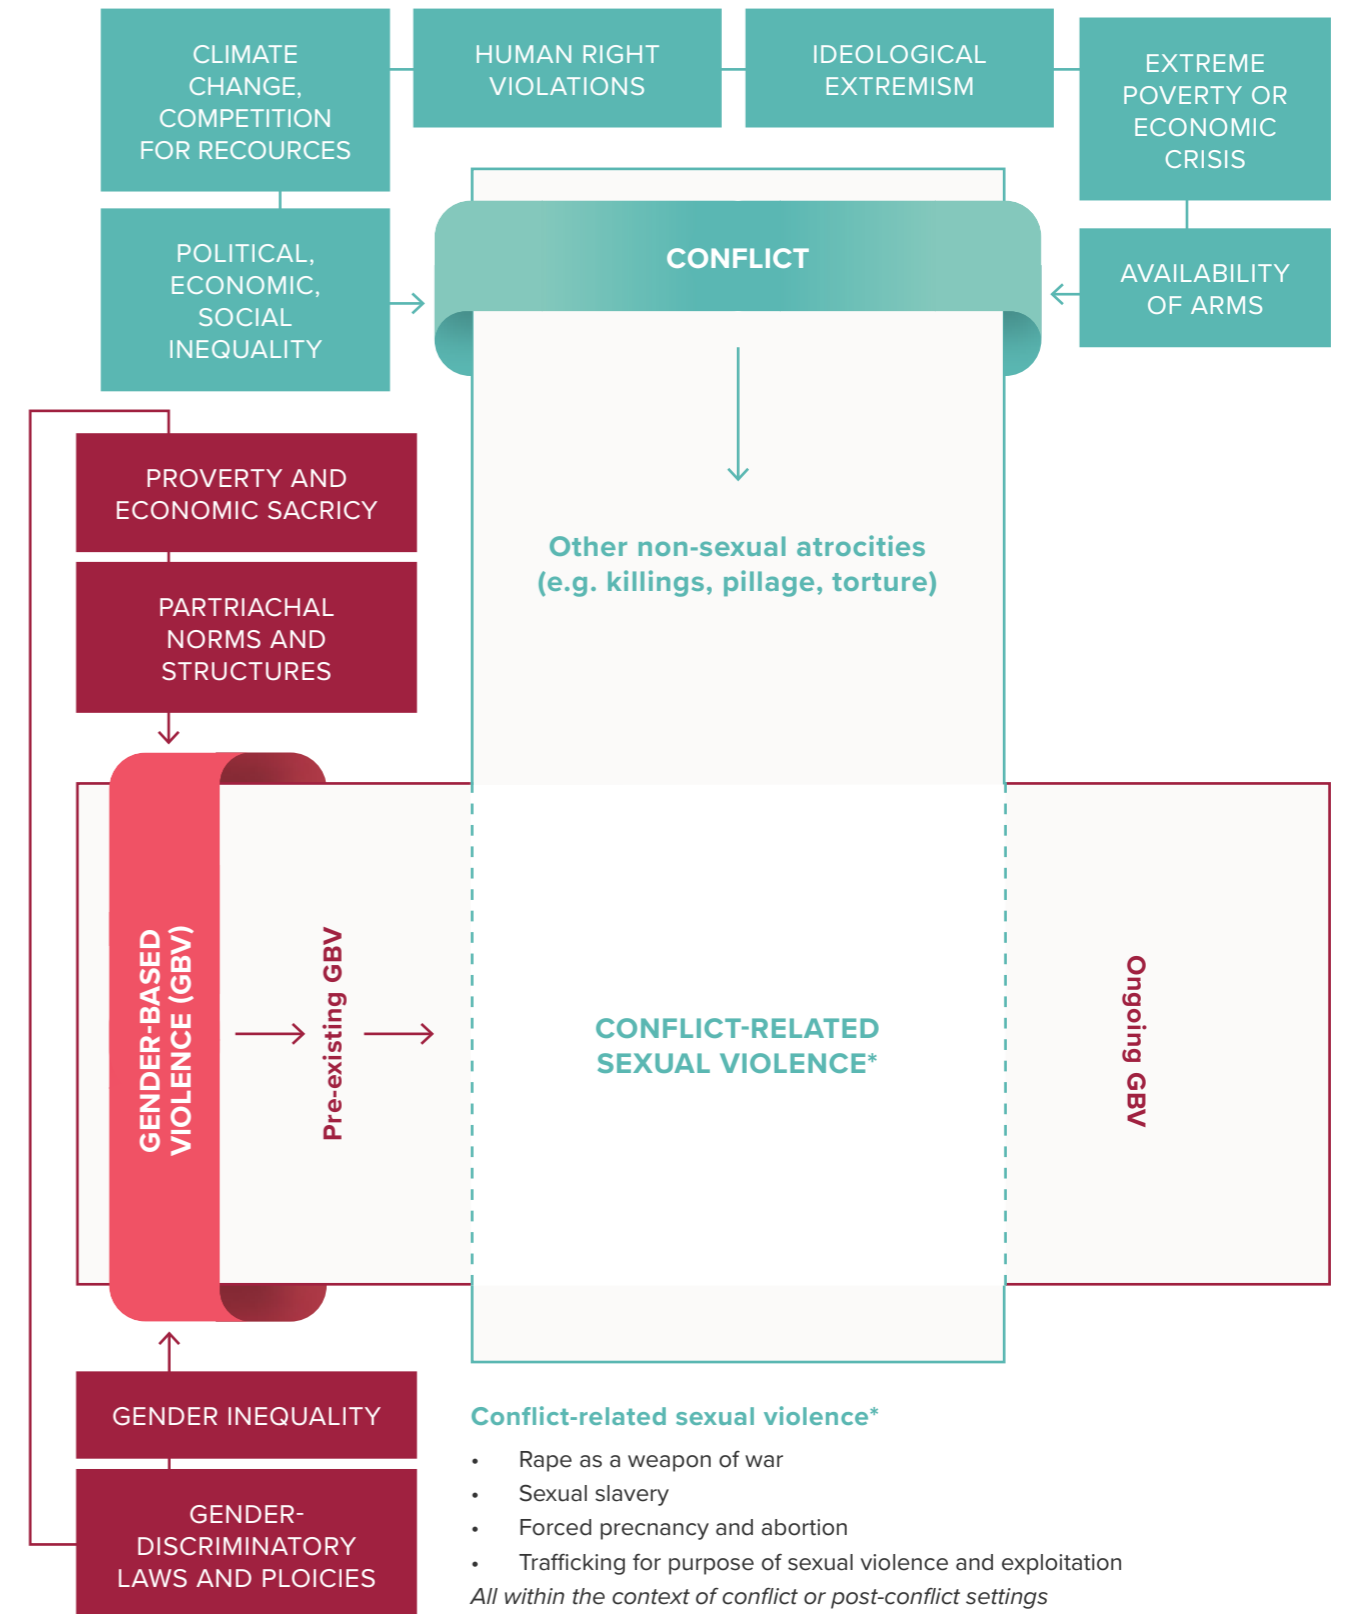 CLIMATE
CHANGE,
COMPETITION
FOR RECOURCES
HUMAN RIGHT
VIOLATIONS
IDEOLOGICAL
EXTREMISM
EXTREME
POVERTY OR
ECONOMIC
CRISIS
POLITICAL,
ECONOMIC,
SOCIAL
INEQUALITY
CONFLICT
AVAILABILITY
OF ARMS
PROVERTY AND
ECONOMIC SACRICY
PARTRIACHAL
NORMS AND
STRUCTURES
Other non-sexual atrocities
(e.g. killings, pillage, torture)
GENDER-BASED
VIOLENCE (GBV)
Pre-existing GBV
CONFLICT-RELATED
SEXUAL VIOLENCE*
Ongoing GBV
GENDER INEQUALITY
GENDER-
DISCRIMINATORY
LAWS AND PLOICIES
Conflict-related sexual violence*
• Rape as a weapon of war
• Sexual slavery
• Forced precnancy and abortion
• Trafficking for purpose of sexual violence and exploitation
All within the context of conflict or post-conflict settings